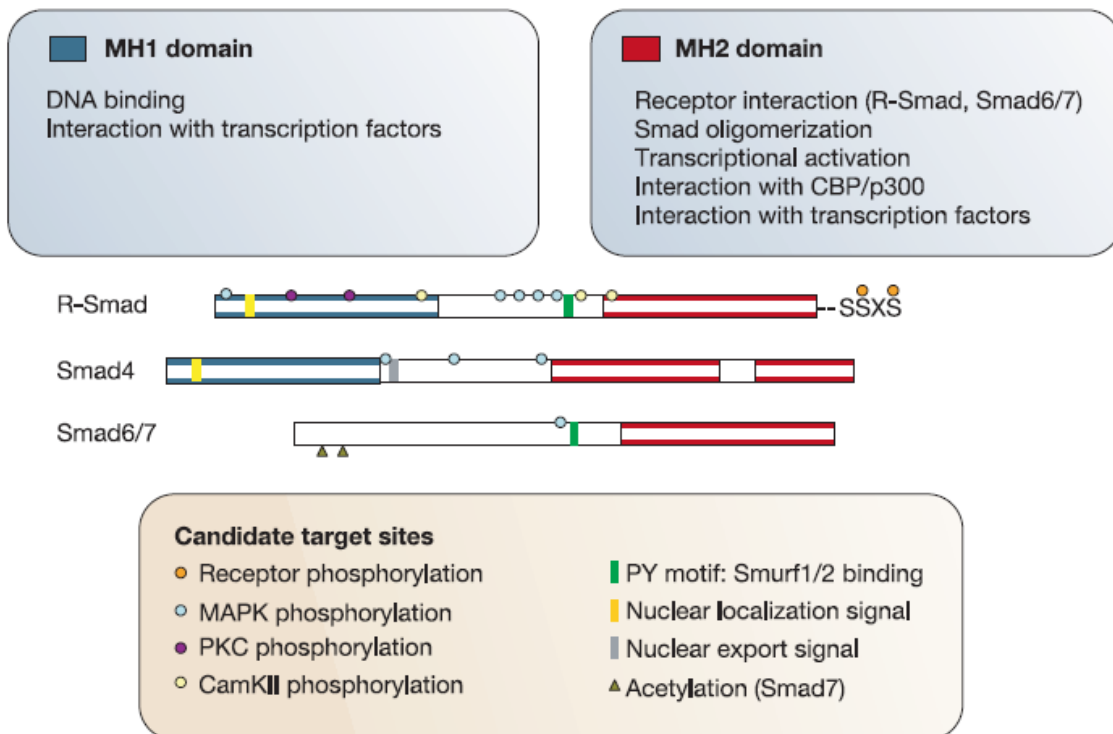 MH1 domain
DNA binding
Interaction with transcription factors
MH2 domain
Receptor interaction (R-Smad, Smad6/7)
Smad oligomerization
Transcriptional activation
Interaction with CBP/p300
Interaction with transcription factors
R-Smad
SSXS
Smad4
Smad6/7
Candidate target sites
Receptor phosphorylation
MAPK phosphorylation
PKC phosphorylation
CamKII phosphorylation
PY motif: Smurf1/2 binding
Nuclear localization signal
Nuclear export signal
Acetylation (Smad7)